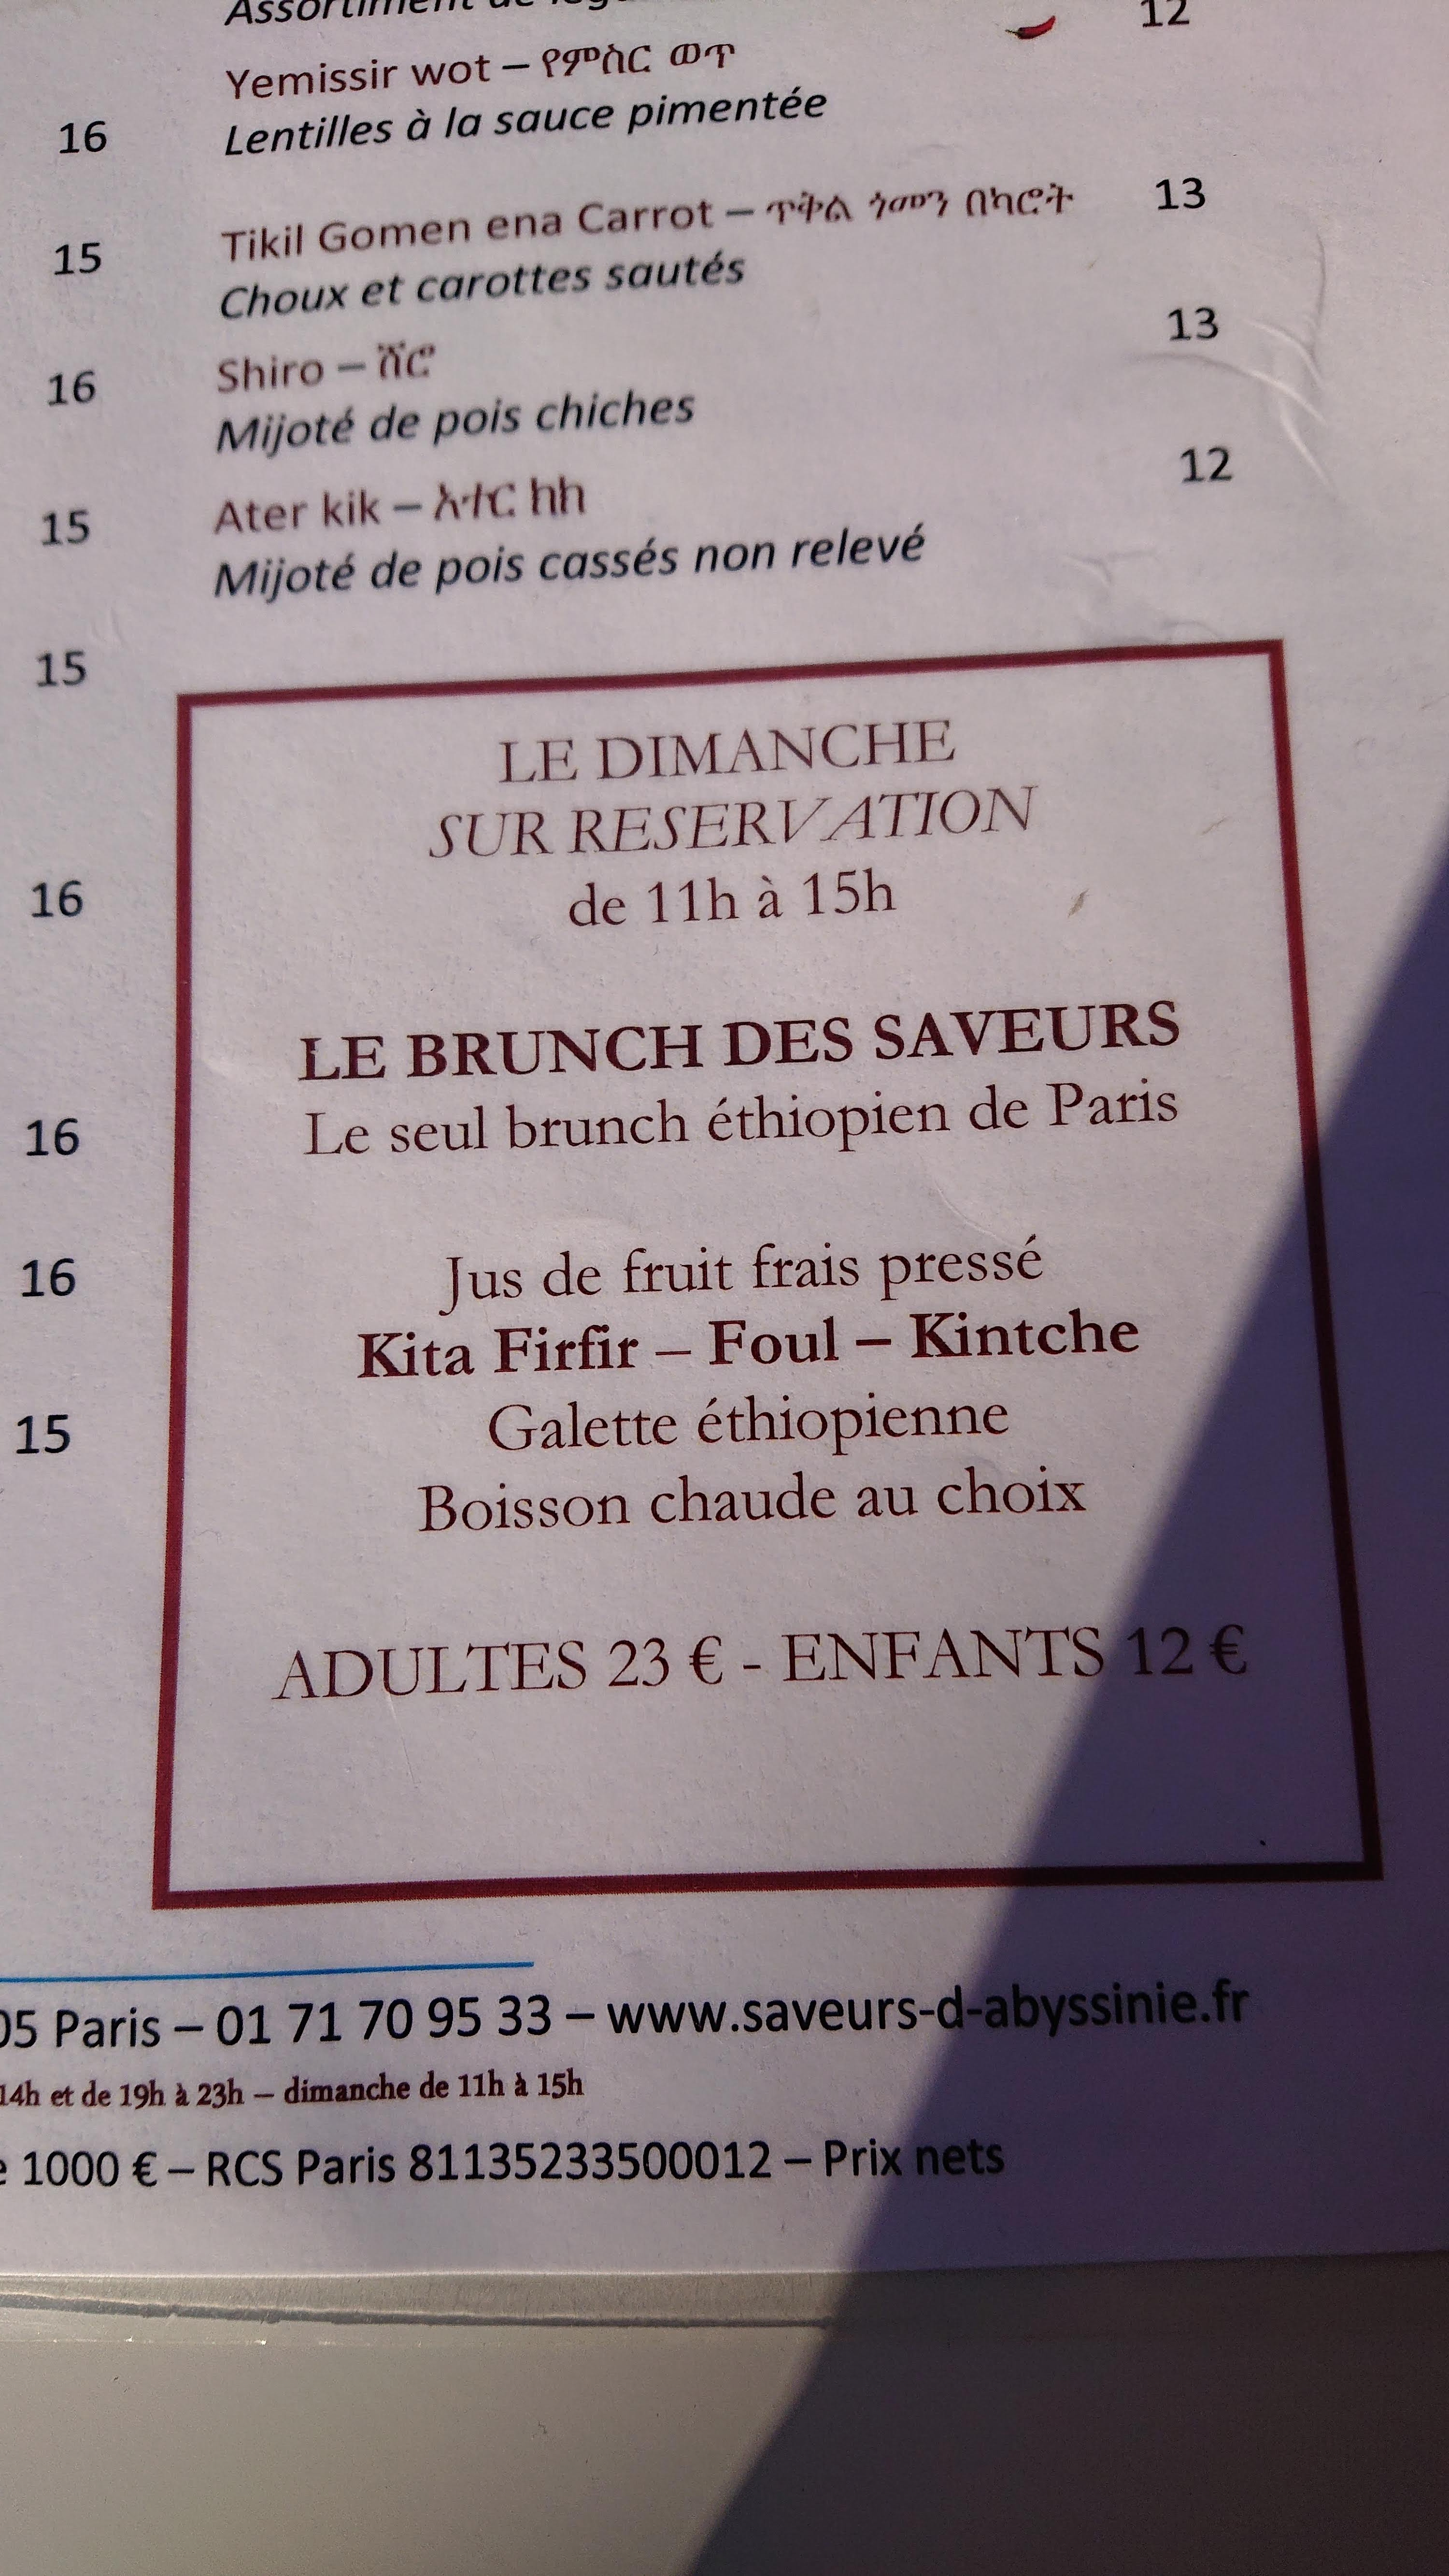 12
Yemissir wot – የምስር ወጥ
Lentilles à la sauce pimentée
16
Tikil Gomen ena Carrot – ጥቅል ጎመን በካሮት 13
15
Choux et carottes sautés
Shiro – ሽሮ 13
16
Mijoté de pois chiches
Ater kik – አተር ክክ 12
15
Mijoté de pois cassés non relevé
15
LE DIMANCHE
SUR RESERVATION
de 11h à 15h
16
LE BRUNCH DES SAVEURS
Le seul brunch éthiopien de Paris
16
Jus de fruit frais pressé
16
Kita Firfir – Foul – Kintche
Galette éthiopienne
15
Boisson chaude au choix
ADULTES 23 € - ENFANTS 12 €
05 Paris – 01 71 70 95 33 – www.saveurs-d-abyssinie.fr
14h et de 19h à 23h – dimanche de 11h à 15h
1000 € – RCS Paris 81135233500012 – Prix nets